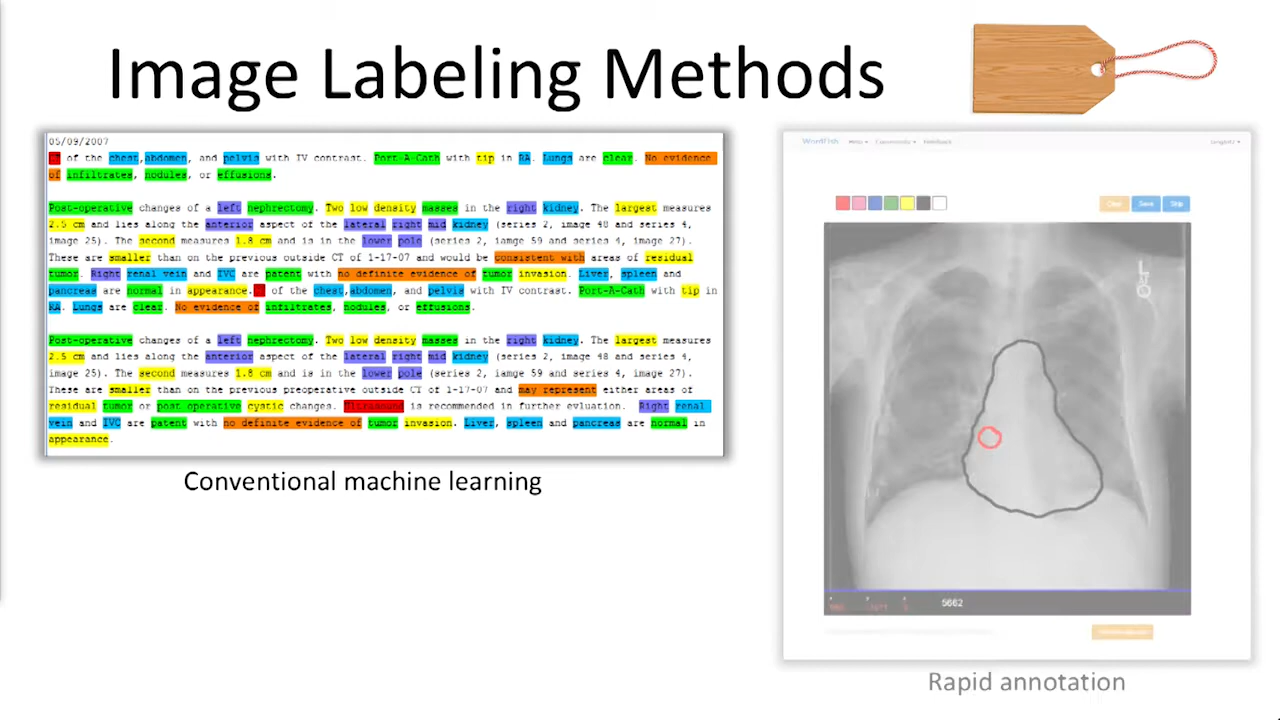 Image Labeling Methods
05/09/2007
of the chest,abdomen, and pelvis with IV contrast. Port-A-Cath with tip in RA. Lungs are clear. No evidence
of infiltrates, nodules, or effusions.
Post-operative changes of a left nephrectomy. Two low density masses in the right kidney. The largest measures
2.5 cm and lies along the anterior aspect of the lateral right mid kidney (series 2, image 48 and series 4,
image 25). The second measures 1.8 cm and is in the lower pole (series 2, iamge 59 and series 4, image 27).
These are smaller than on the previous outside CT of 1-17-07 and would be consistent with areas of residual
tumor. Right renal vein and IVC are patent with no definite evidence of tumor invasion. Liver, spleen and
pancreas are normal in appearance. of the chest,abdomen, and pelvis with IV contrast. Port-A-Cath with tip in
RA. Lungs are clear. No evidence of infiltrates, nodules, or effusions.
Post-operative changes of a left nephrectomy. Two low density masses in the right kidney. The largest measures
2.5 cm and lies along the anterior aspect of the lateral right mid kidney (series 2, image 48 and series 4,
image 25). The second measures 1.8 cm and is in the lower pole (series 2, iamge 59 and series 4, image 27).
These are smaller than on the previous preoperative outside CT of 1-17-07 and may represent either areas of
residual tumor or post operative cystic changes. Ultrasound is recommended in further evluation. Right renal
vein and IVC are patent with no definite evidence of tumor invasion. Liver, spleen and pancreas are normal in
appearance.
Conventional machine learning
WordFish
Clear Save Skip
5662
Rapid annotation